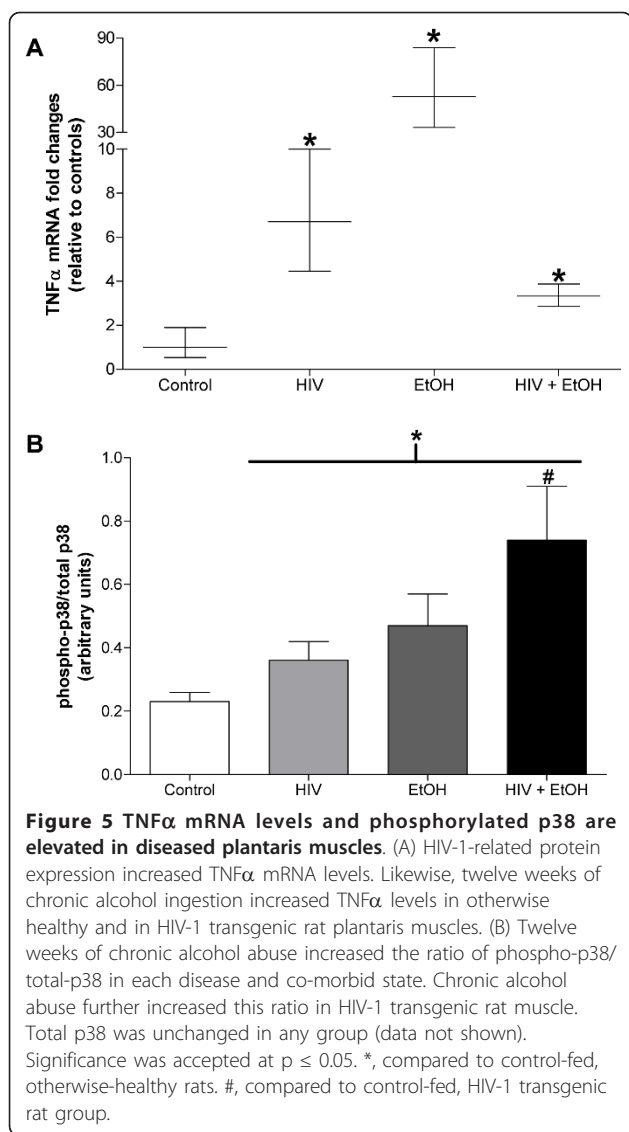 A
TNFα mRNA fold changes
(relative to controls)
90
*
60
30
10
*
8
6
4
*
2
0
Control HIV EtOH HIV + EtOH
B
phospho-p38/total p38
(arbitrary units)
*
1.0
#
0.8
0.6
0.4
0.2
0.0
Control HIV EtOH HIV + EtOH
Figure 5 TNFα mRNA levels and phosphorylated p38 are
elevated in diseased plantaris muscles. (A) HIV-1-related protein
expression increased TNFα mRNA levels. Likewise, twelve weeks of
chronic alcohol ingestion increased TNFα levels in otherwise
healthy and in HIV-1 transgenic rat plantaris muscles. (B) Twelve
weeks of chronic alcohol abuse increased the ratio of phospho-p38/
total-p38 in each disease and co-morbid state. Chronic alcohol
abuse further increased this ratio in HIV-1 transgenic rat muscle.
Total p38 was unchanged in any group (data not shown).
Significance was accepted at p ≤ 0.05. *, compared to control-fed,
otherwise-healthy rats. #, compared to control-fed, HIV-1 transgenic
rat group.